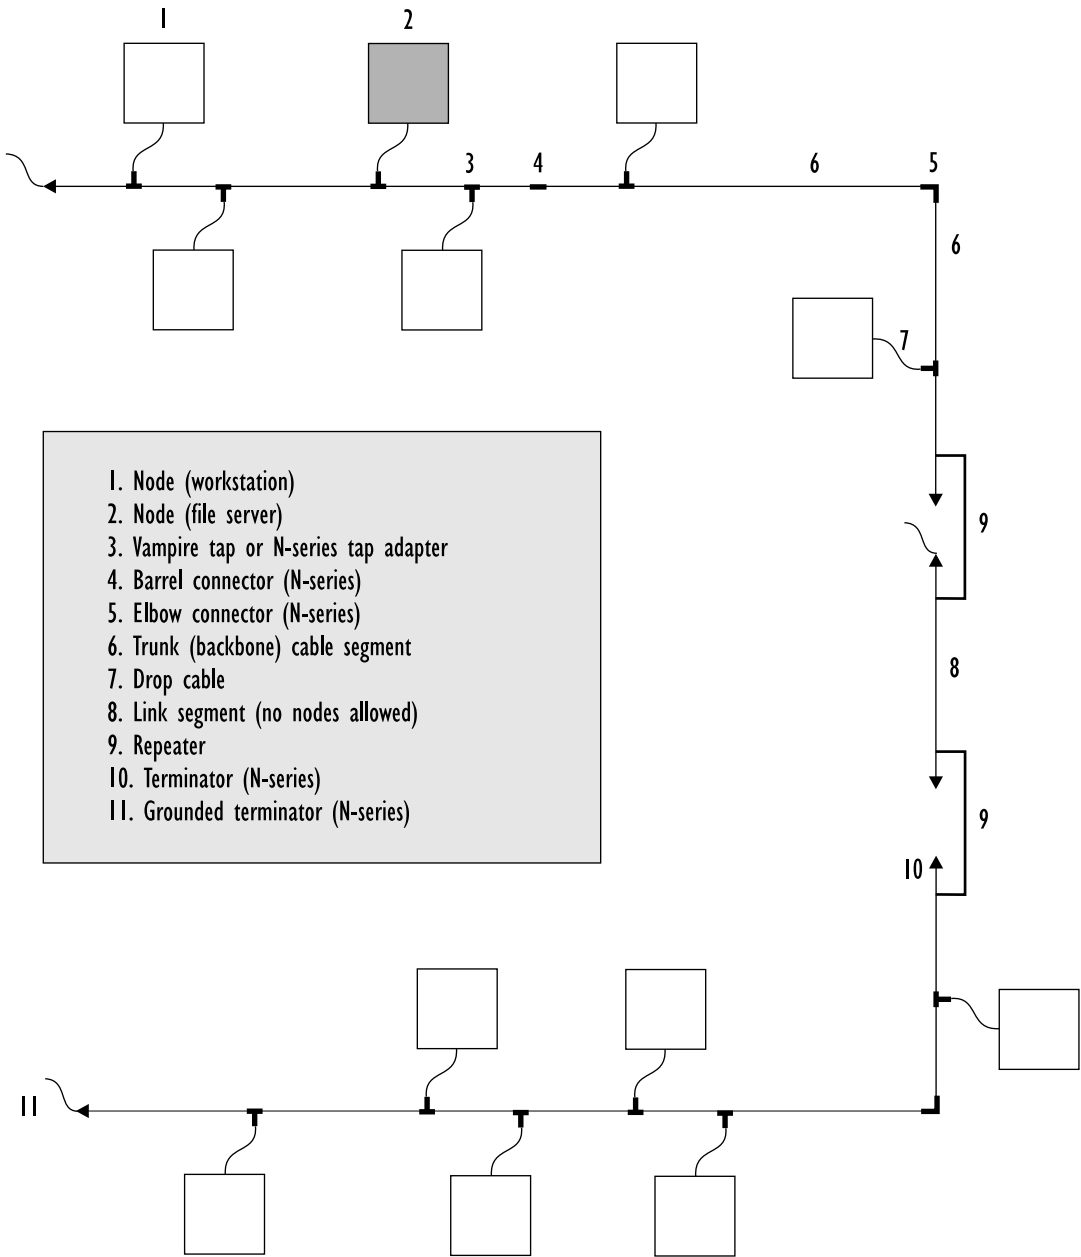 1
2
3
4
6
5
6
7
1. Node (workstation)
2. Node (file server)
3. Vampire tap or N-series tap adapter
4. Barrel connector (N-series)
5. Elbow connector (N-series)
6. Trunk (backbone) cable segment
7. Drop cable
8. Link segment (no nodes allowed)
9. Repeater
10. Terminator (N-series)
11. Grounded terminator (N-series)
9
8
9
10
11